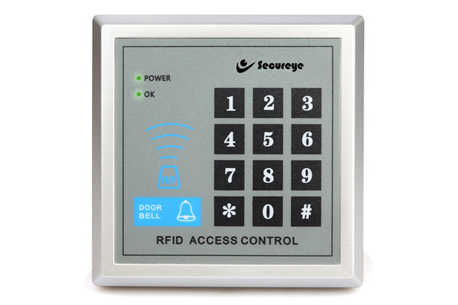 Secureye
POWER
OK
1 2 3
4 5 6
7 8 9
* 0 #
DOOR
BELL
RFID ACCESS CONTROL